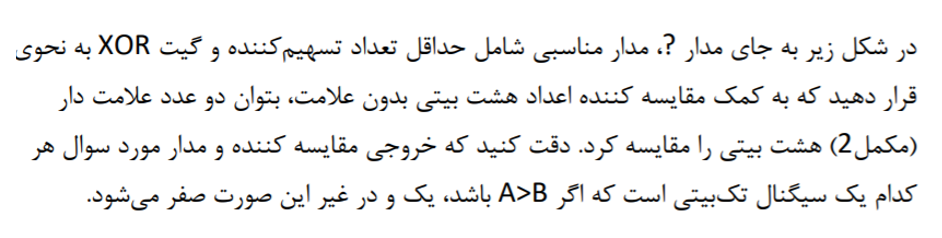 در شکل زیر به جای مدار ?، مدار مناسبی شامل حداقل تعداد تسهیم‌کننده و گیت XOR به نحوی
قرار دهید که به کمک مقایسه کننده اعداد هشت بیتی بدون علامت، بتوان دو عدد علامت دار
(مکمل2) هشت بیتی را مقایسه کرد. دقت کنید که خروجی مقایسه کننده و مدار مورد سوال هر
کدام یک سیگنال تک‌بیتی است که اگر A>B باشد، یک و در غیر این صورت صفر می‌شود.